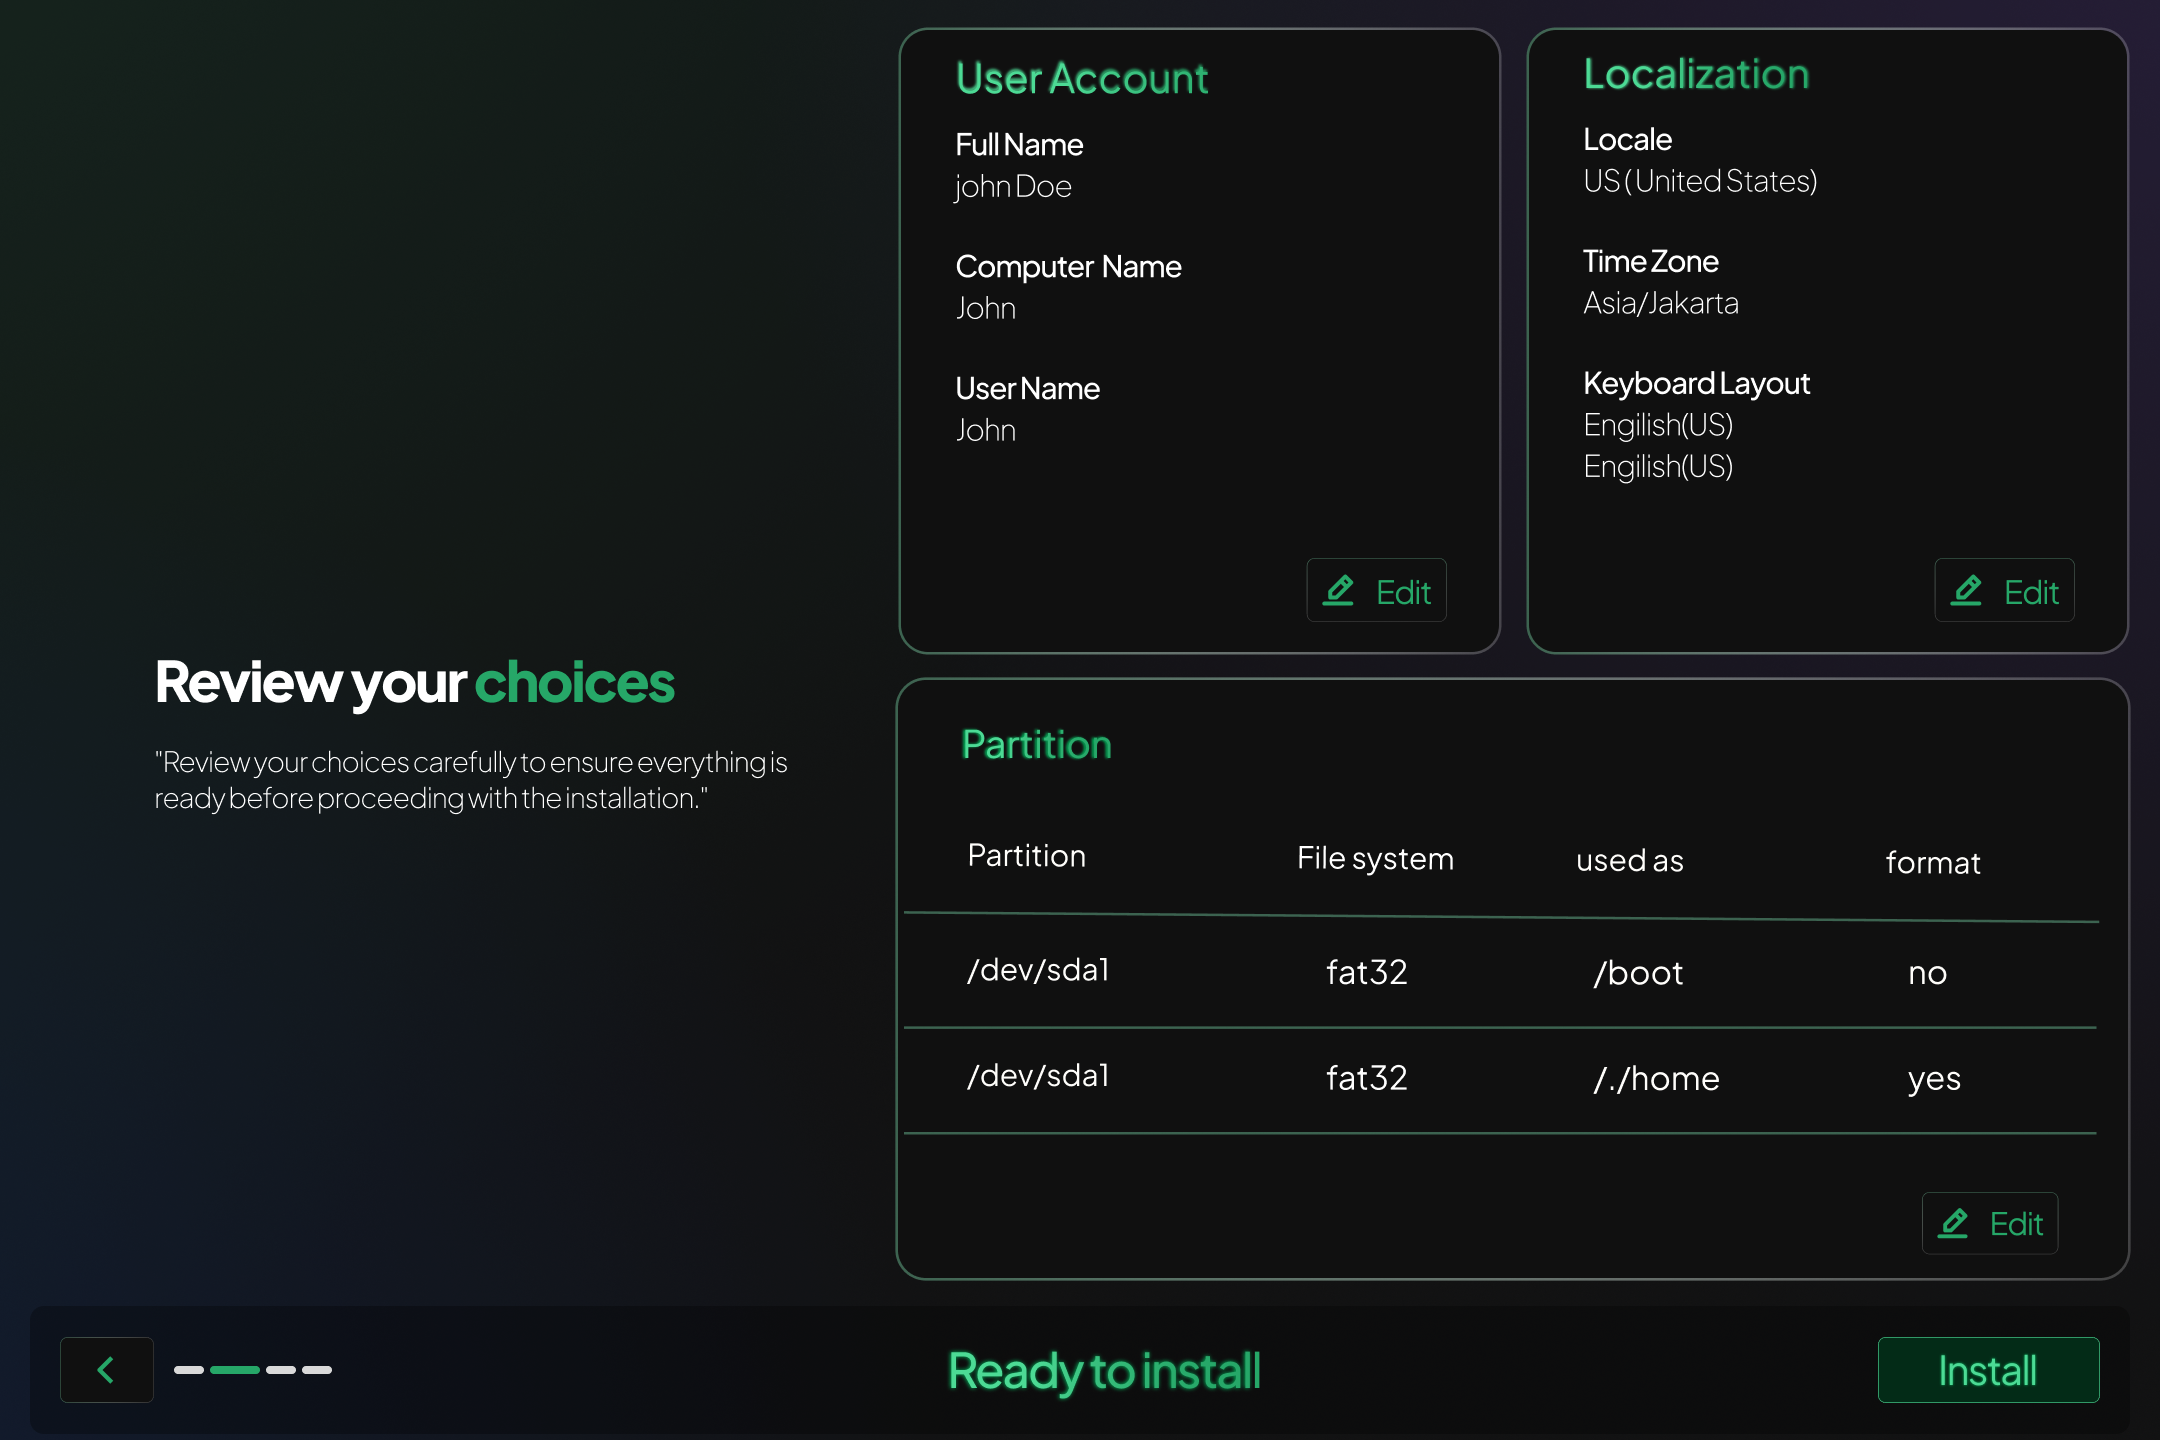 User Account
Full Name
john Doe
Computer Name
John
User Name
John
Edit
Localization
Locale
US ( United States)
Time Zone
Asia/Jakarta
Keyboard Layout
Engilish(US)
Engilish(US)
Edit
Review your choices
"Review your choices carefully to ensure everything is
ready before proceeding with the installation."
Partition
Partition File system used as format
/dev/sda1 fat32 /boot no
/dev/sda1 fat32 /./home yes
Edit
Ready to install
Install